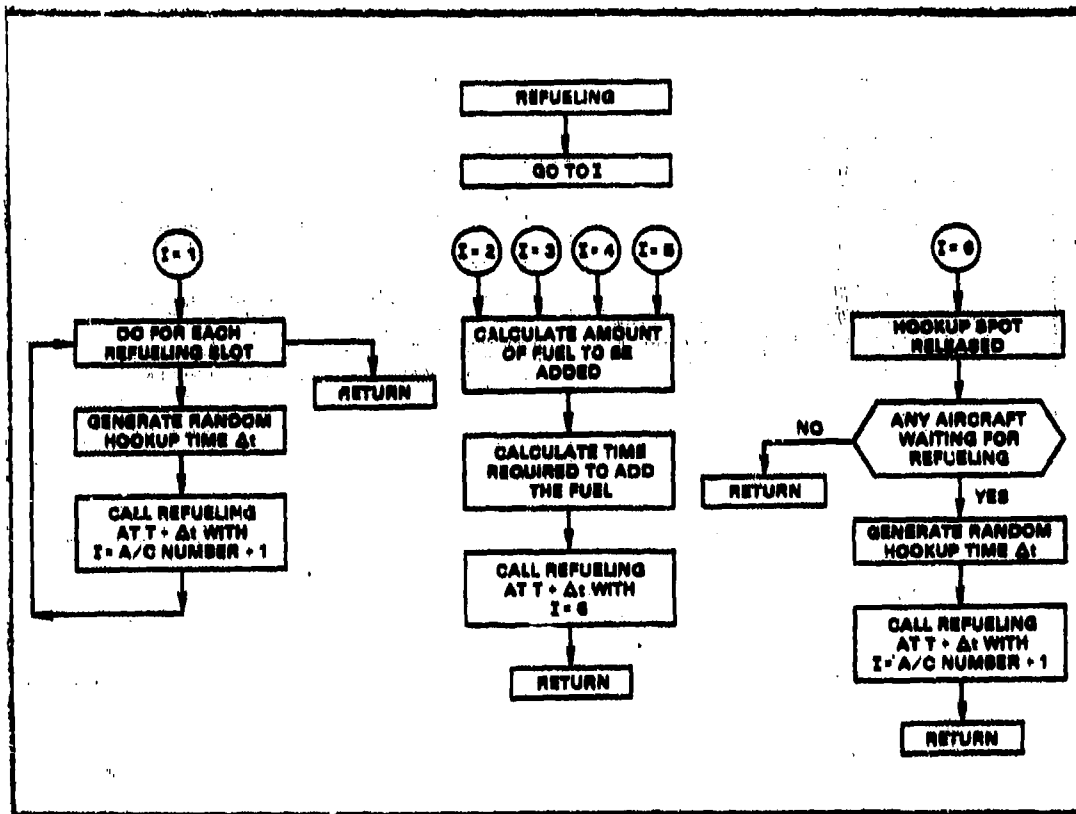 REFUELING
GO TO I
I = 1
DO FOR EACH
REFUELING SLOT
RETURN
GENERATE RANDOM
HOOKUP TIME Δt
CALL REFUELING
AT T + Δt WITH
I = A/C NUMBER + 1
I = 2
I = 3
I = 4
I = 5
CALCULATE AMOUNT
OF FUEL TO BE
ADDED
CALCULATE TIME
REQUIRED TO ADD
THE FUEL
CALL REFUELING
AT T + Δt WITH
I = 6
RETURN
I = 6
HOOKUP SPOT
RELEASED
ANY AIRCRAFT
WAITING FOR
REFUELING
NO
RETURN
YES
GENERATE RANDOM
HOOKUP TIME Δt
CALL REFUELING
AT T + Δt WITH
I = A/C NUMBER + 1
RETURN